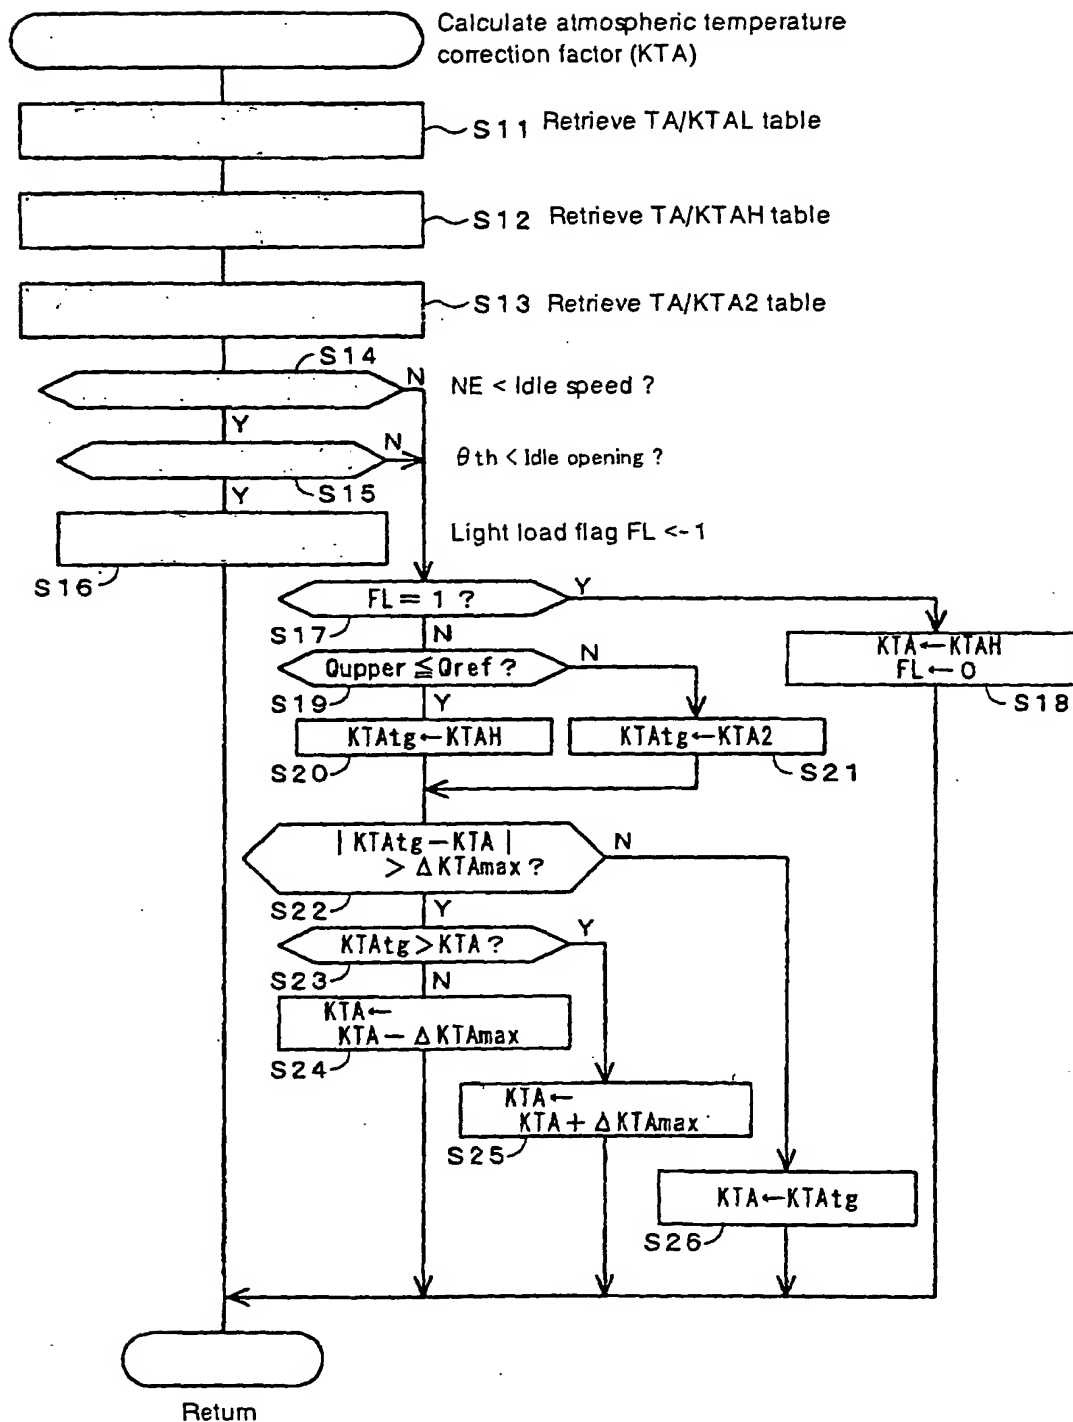 Calculate atmospheric temperature
correction factor (KTA)
S11 Retrieve TA/KTAL table
S12 Retrieve TA/KTAH table
S13 Retrieve TA/KTA2 table
S14
N
NE < Idle speed ?
Y
N
θth < Idle opening ?
Y
S15
Light load flag FL <-1
S16
FL = 1 ?
Y
S17
N
KTA←KTAH
FL←0
S18
Qupper ≦ Qref ?
N
S19
Y
KTAtg←KTAH
KTAtg←KTA2
S20
S21
| KTAtg－KTA |
> ΔKTAmax ?
N
S22
Y
KTAtg > KTA ?
Y
S23
N
KTA←
KTA－ΔKTAmax
S24
KTA←
KTA＋ΔKTAmax
S25
KTA←KTAtg
S26
Return